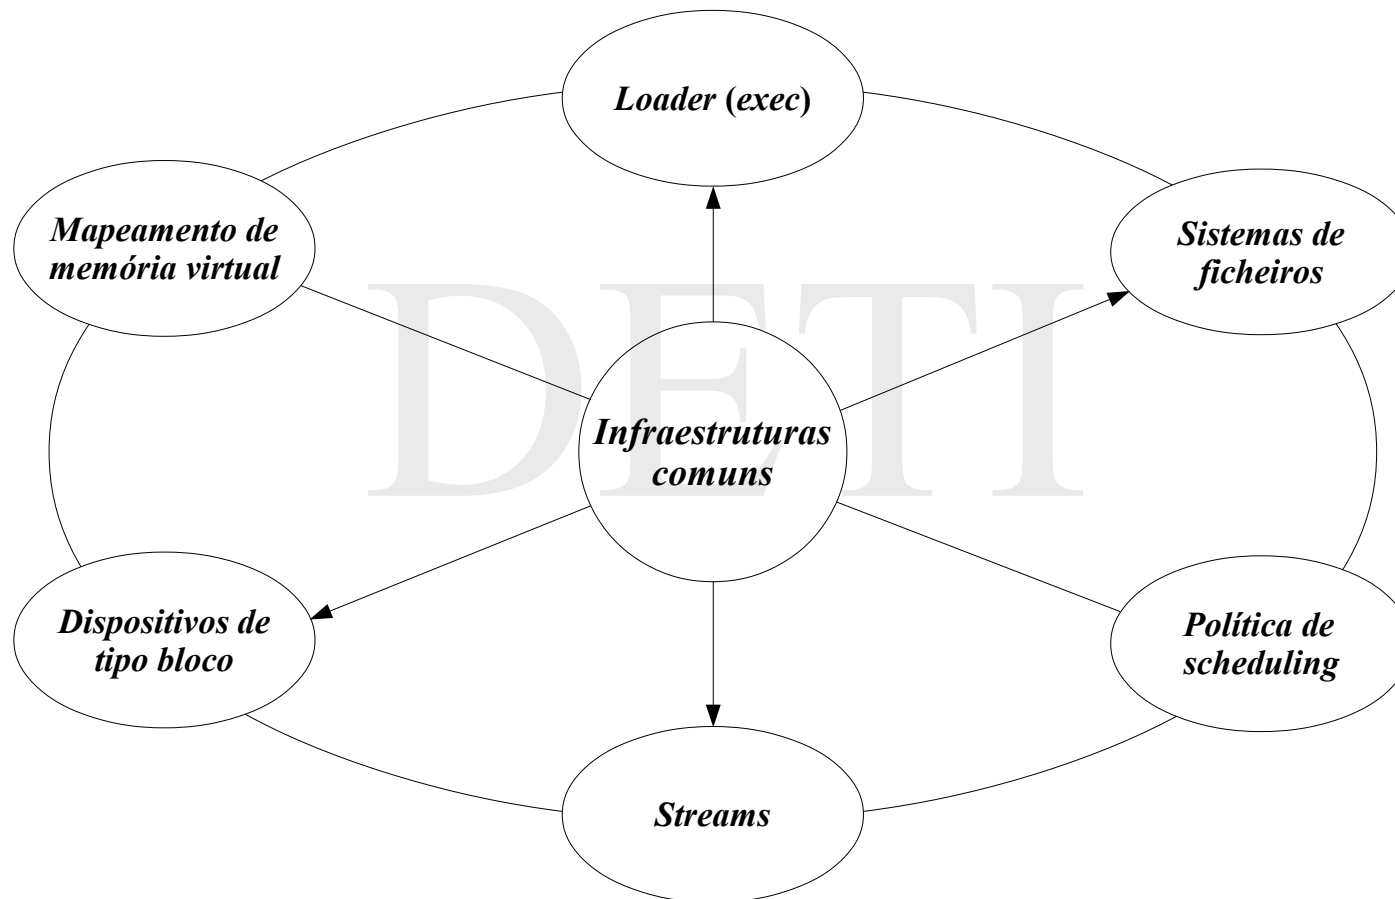 Loader (exec)
Mapeamento de
memória virtual
Sistemas de
ficheiros
DETI
Infraestruturas
comuns
Dispositivos de
tipo bloco
Política de
scheduling
Streams